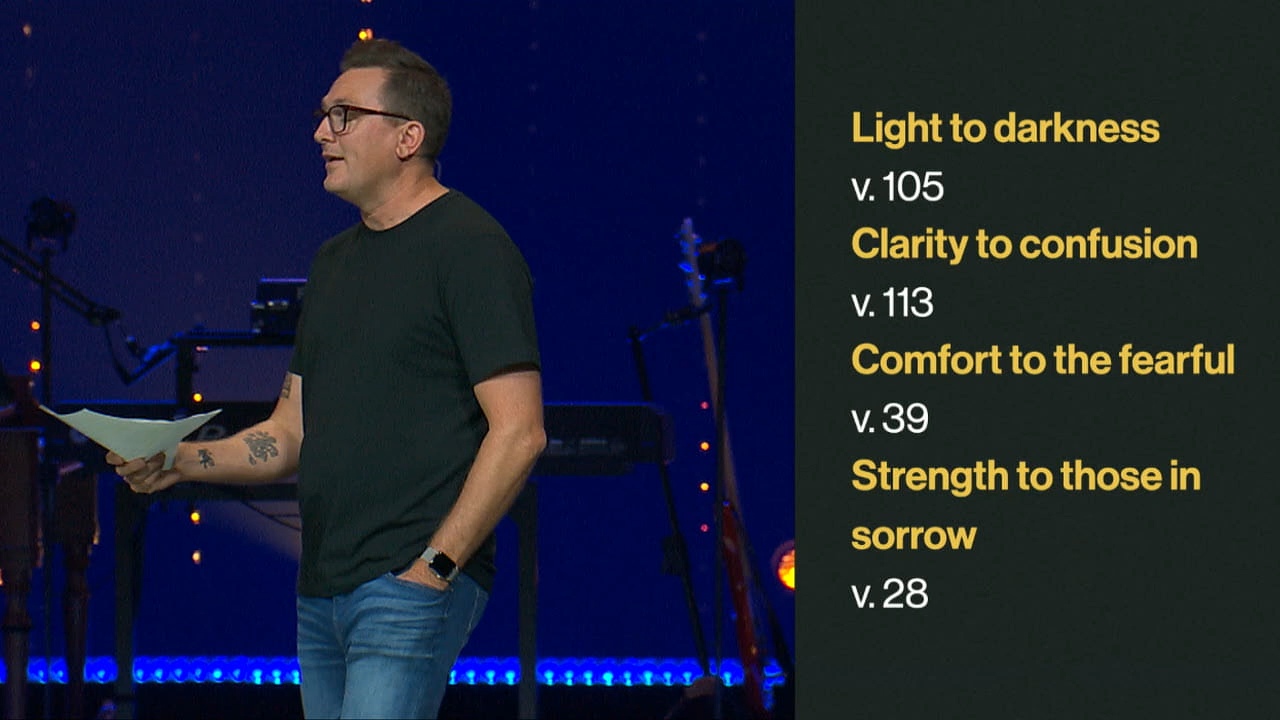 Light to darkness
v. 105
Clarity to confusion
v. 113
Comfort to the fearful
v. 39
Strength to those in
sorrow
v. 28